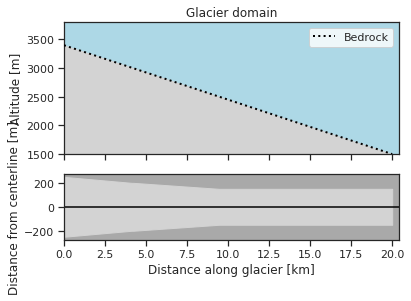 Glacier domain
Altitude [m]
3500
3000
2500
2000
1500
Bedrock
Distance from centerline [m]
200
0
−200
0.0 2.5 5.0 7.5 10.0 12.5 15.0 17.5 20.0
Distance along glacier [km]